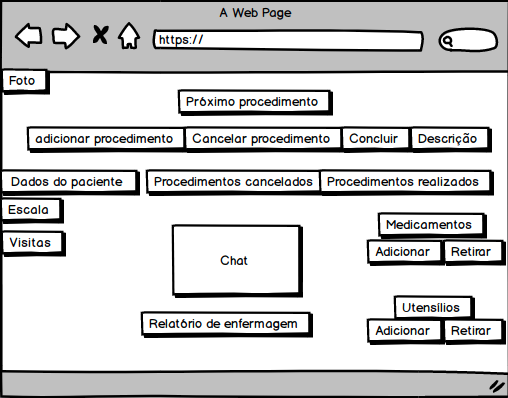 A Web Page
https://
Foto
Próximo procedimento
adicionar procedimento Cancelar procedimento Concluir Descrição
Dados do paciente Procedimentos cancelados Procedimentos realizados
Escala
Visitas
Medicamentos
Adicionar Retirar
Chat
Utensílios
Relatório de enfermagem
Adicionar Retirar